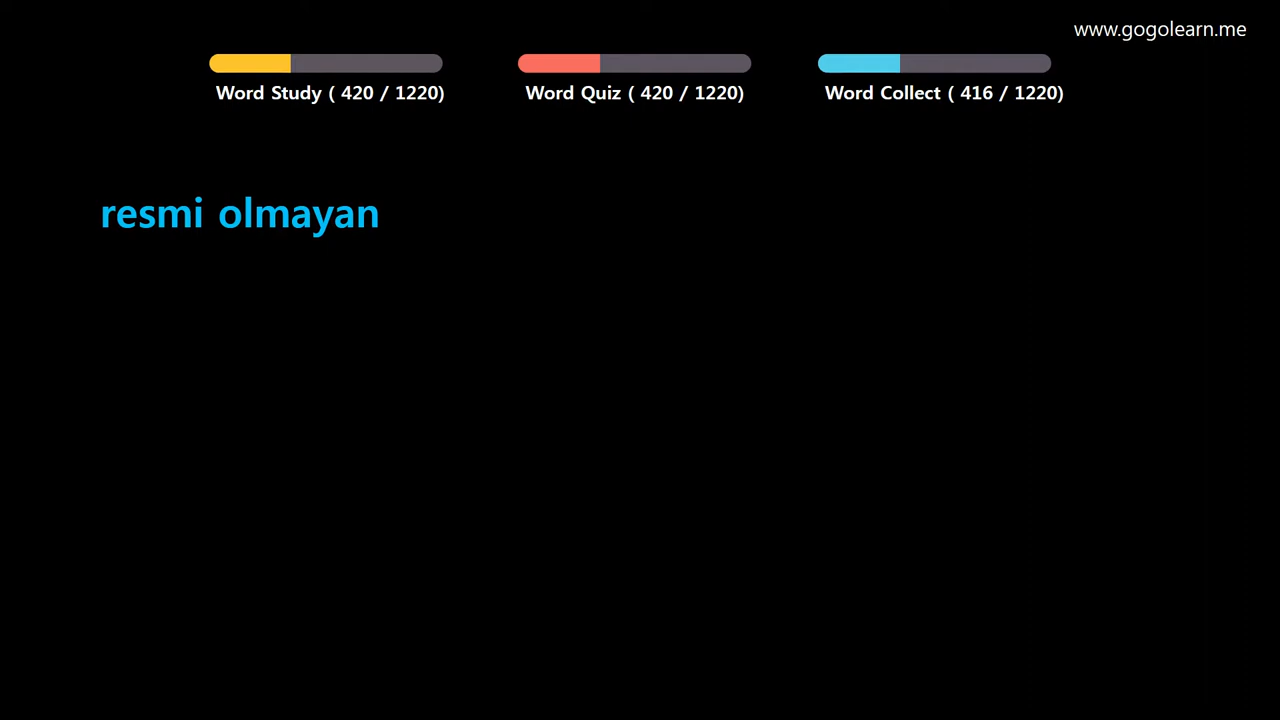 www.gogolearn.me
Word Study ( 420 / 1220)
Word Quiz ( 420 / 1220)
Word Collect ( 416 / 1220)
resmi olmayan